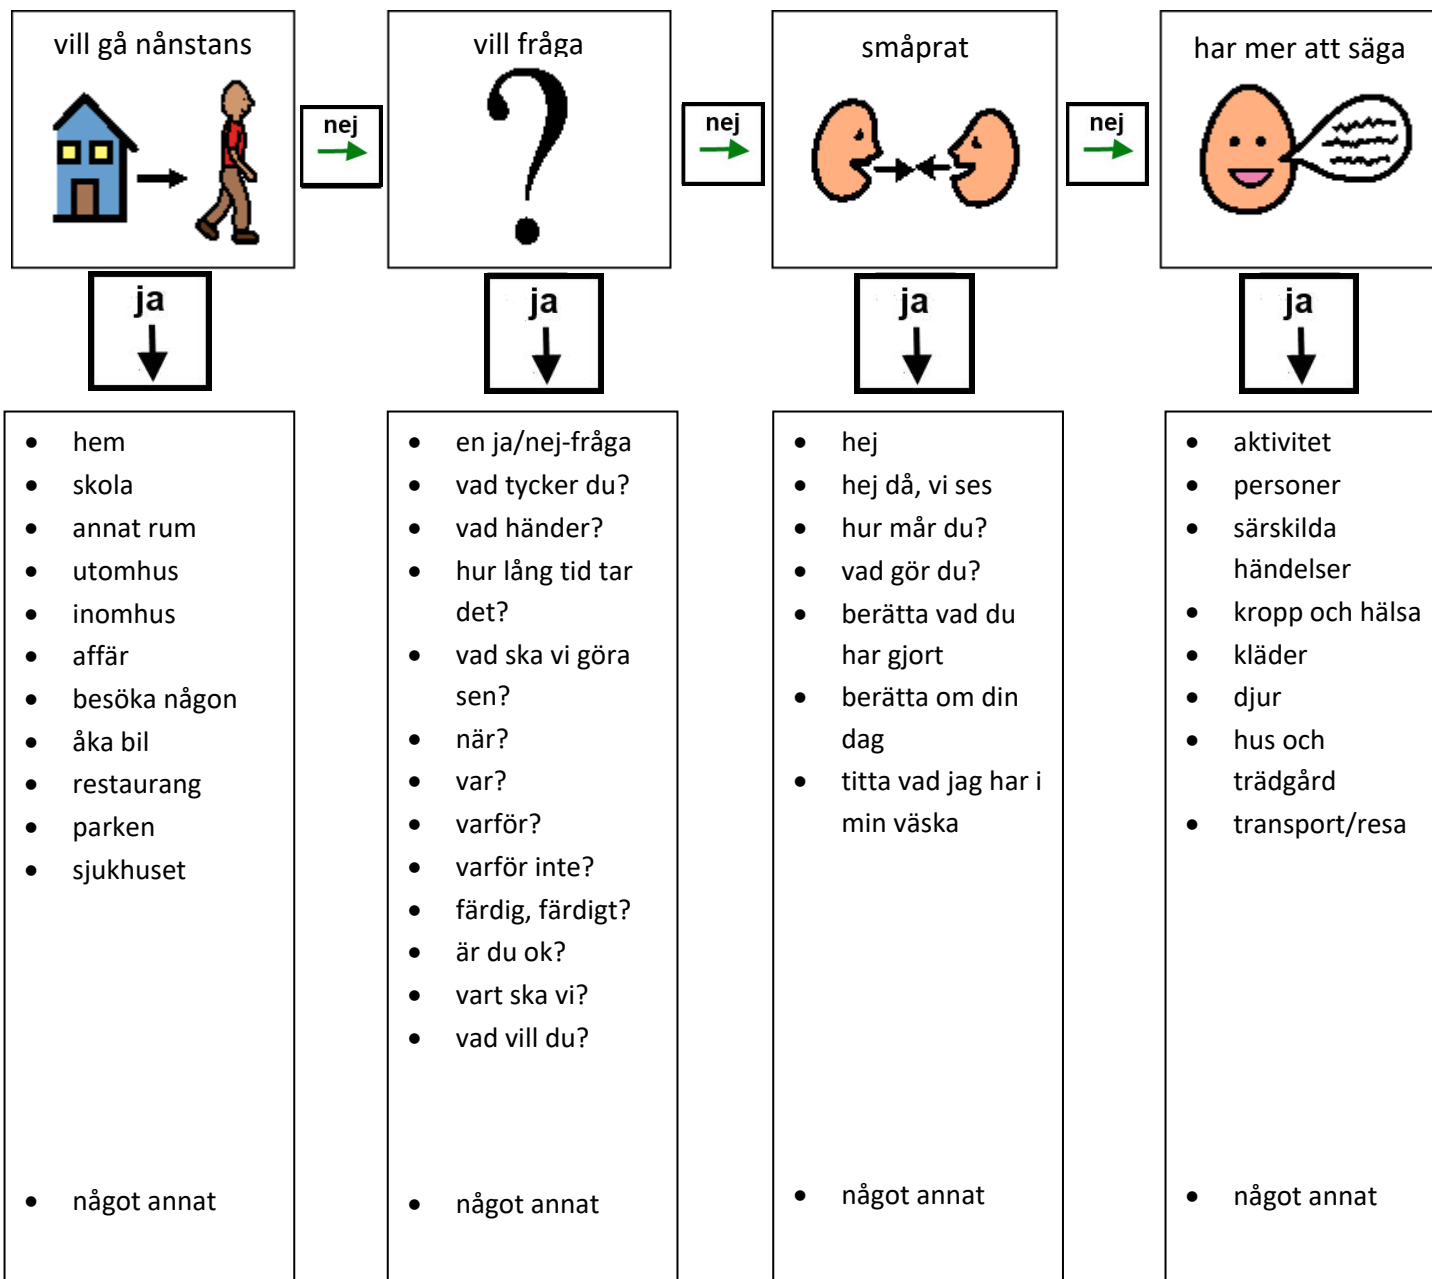 vill gå nånstans
nej
vill fråga
nej
småprat
nej
har mer att säga
ja
ja
ja
ja
• hem
• skola
• annat rum
• utomhus
• inomhus
• affär
• besöka någon
• åka bil
• restaurang
• parken
• sjukhuset
• något annat
• en ja/nej-fråga
• vad tycker du?
• vad händer?
• hur lång tid tar
det?
• vad ska vi göra
sen?
• när?
• var?
• varför?
• varför inte?
• färdig, färdigt?
• är du ok?
• vart ska vi?
• vad vill du?
• något annat
• hej
• hej då, vi ses
• hur mår du?
• vad gör du?
• berätta vad du
har gjort
• berätta om din
dag
• titta vad jag har i
min väska
• något annat
• aktivitet
• personer
• särskilda
händelser
• kropp och hälsa
• kläder
• djur
• hus och
trädgård
• transport/resa
• något annat